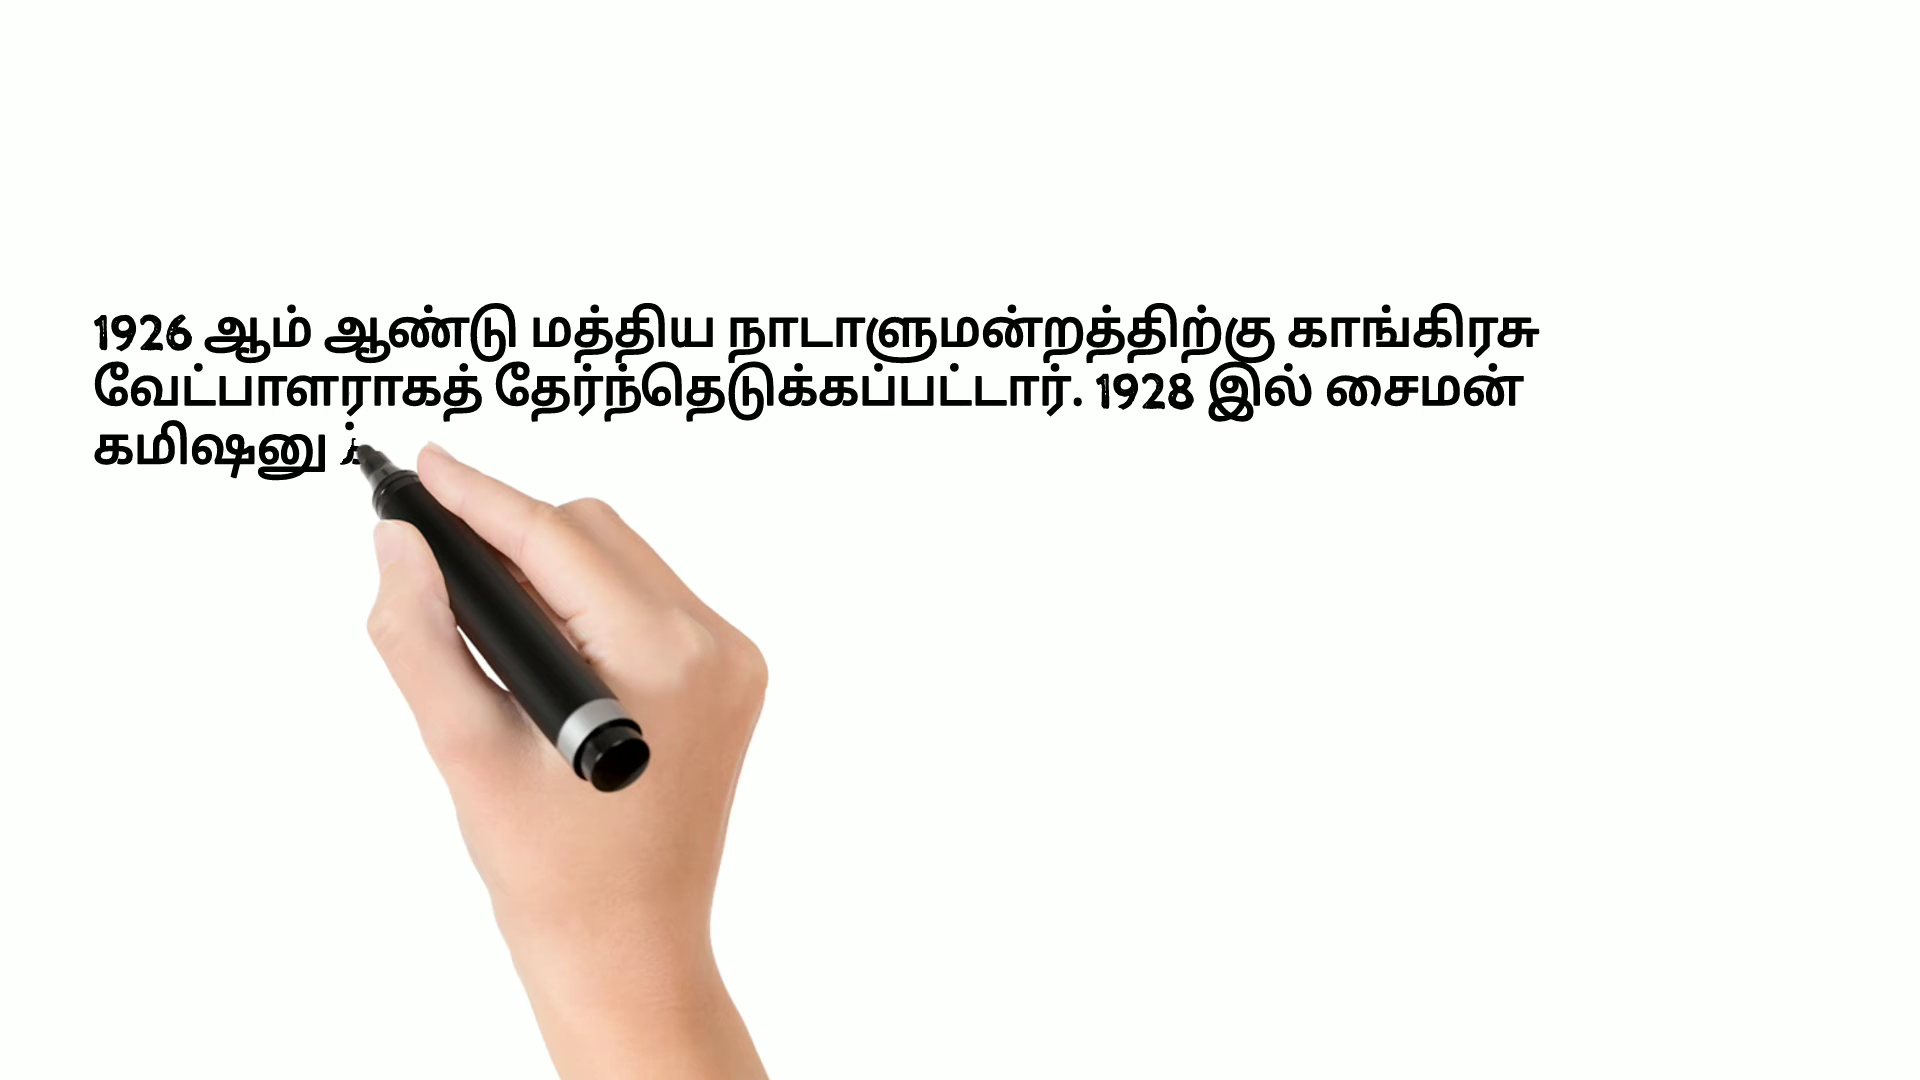 1926 ஆம் ஆண்டு மத்திய நாடாளுமன்றத்திற்கு காங்கிரசு
வேட்பாளராகத் தேர்ந்தெடுக்கப்பட்டார். 1928 இல் சைமன்
கமிஷனு